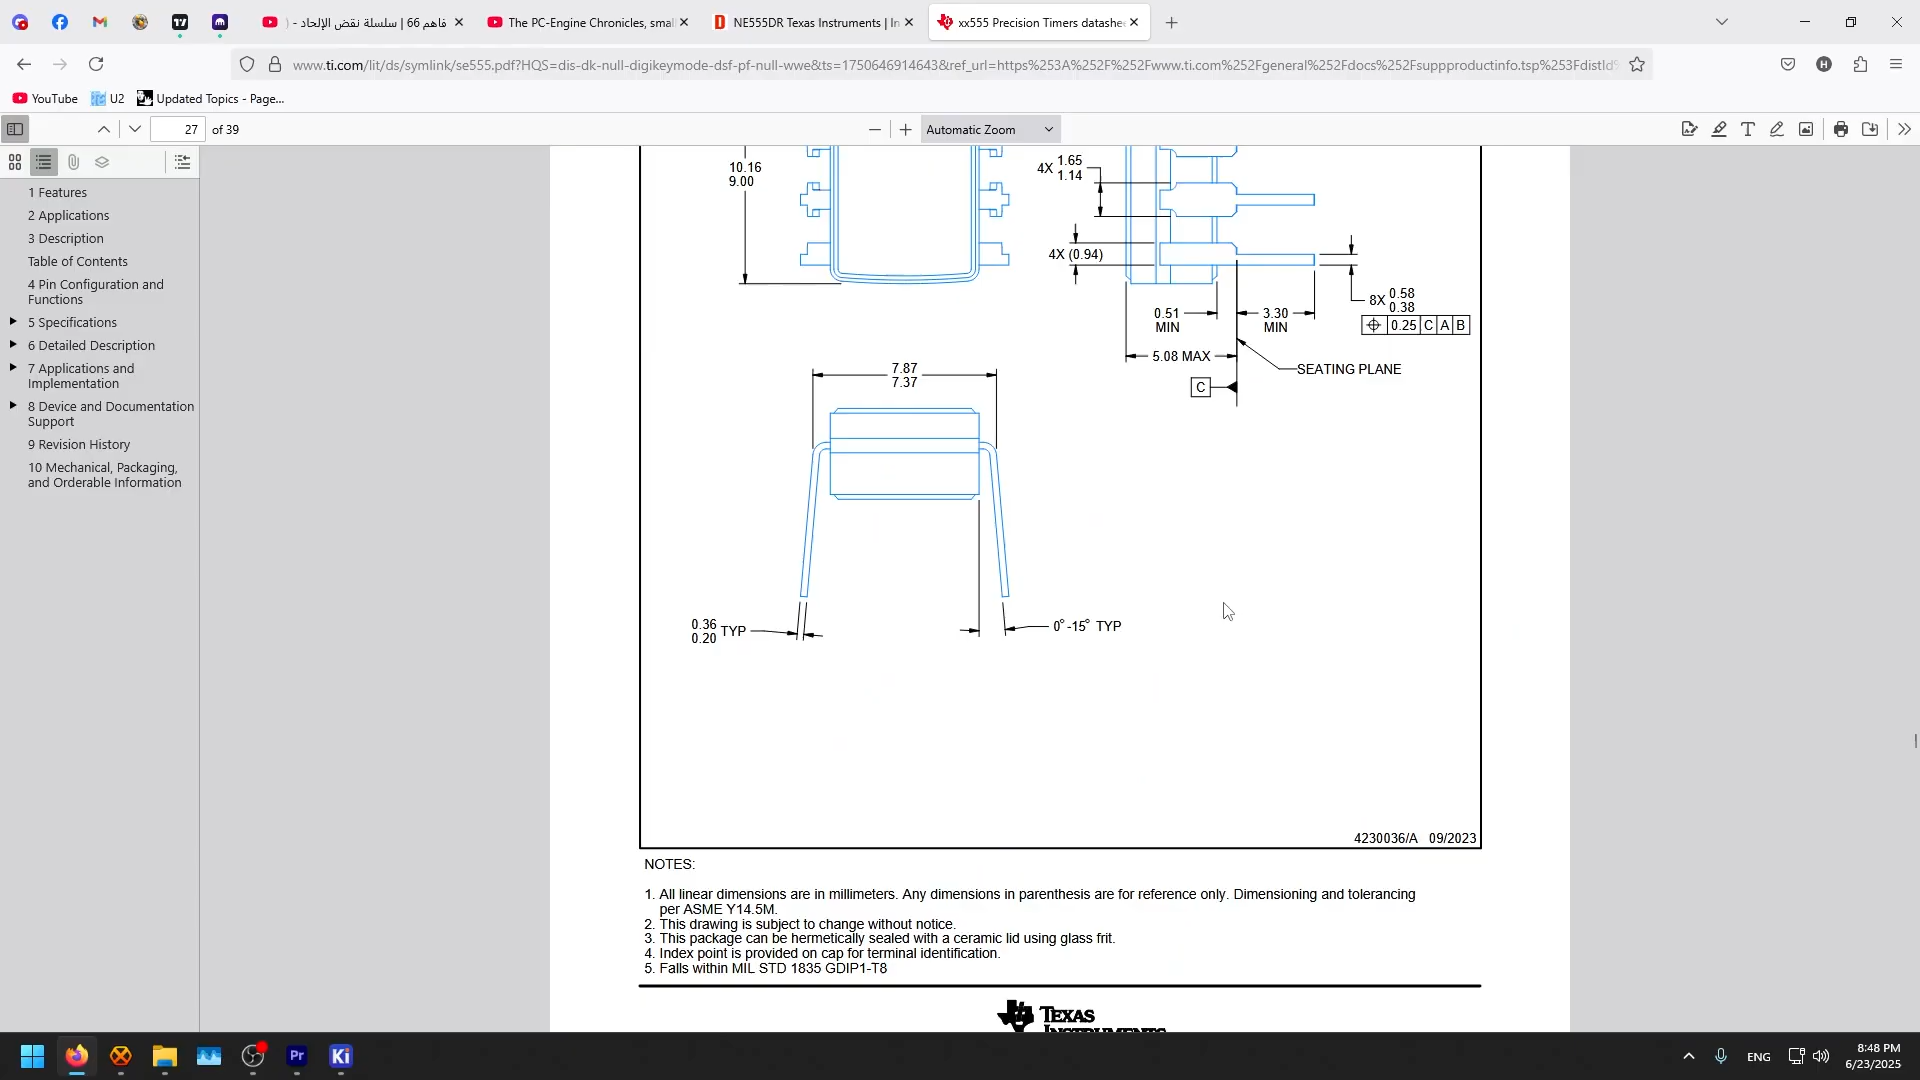 فاهم 66 | سلسلة نقض الإلحاد - (
The PC-Engine Chronicles, smal
NE555DR Texas Instruments | In
xx555 Precision Timers datashee
www.ti.com/lit/ds/symlink/se555.pdf?HQS=dis-dk-null-digikeymode-dsf-pf-null-wwe&ts=1750646914643&ref_url=https%253A%252F%252Fwww.ti.com%252Fgeneral%252Fdocs%252Fsuppproductinfo.tsp%253FdistId%
YouTube
U2
Updated Topics - Page...
27 of 39
Automatic Zoom
1 Features
2 Applications
3 Description
Table of Contents
4 Pin Configuration and
Functions
5 Specifications
6 Detailed Description
7 Applications and
Implementation
8 Device and Documentation
Support
9 Revision History
10 Mechanical, Packaging,
and Orderable Information
10.16
9.00
4X 1.65
1.14
4X (0.94)
8X 0.58
0.38
0.25 C A B
0.51
MIN
3.30
MIN
5.08 MAX
SEATING PLANE
C
7.87
7.37
0.36
0.20 TYP
0°-15° TYP
4230036/A 09/2023
NOTES:
1. All linear dimensions are in millimeters. Any dimensions in parenthesis are for reference only. Dimensioning and tolerancing
per ASME Y14.5M.
2. This drawing is subject to change without notice.
3. This package can be hermetically sealed with a ceramic lid using glass frit.
4. Index point is provided on cap for terminal identification.
5. Falls within MIL STD 1835 GDIP1-T8
TEXAS
INSTRUMENTS
Pr
Ki
ENG
8:48 PM
6/23/2025